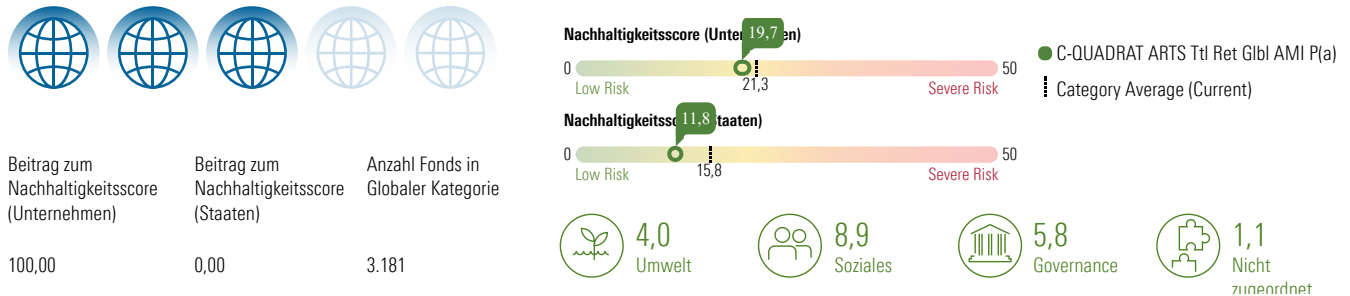 Beitrag zum
Nachhaltigkeitsscore
(Unternehmen)
100,00
Beitrag zum
Nachhaltigkeitsscore
(Staaten)
0,00
Anzahl Fonds in
Globaler Kategorie
3.181
Nachhaltigkeitsscore (Unter en)
19,7
0
50
Low Risk
21,3
Severe Risk
Nachhaltigkeitssc taaten)
11,8
0
50
Low Risk
15,8
Severe Risk
C-QUADRAT ARTS Ttl Ret Glbl AMI P(a)
Category Average (Current)
4,0
Umwelt
8,9
Soziales
5,8
Governance
1,1
Nicht
zugeordnet